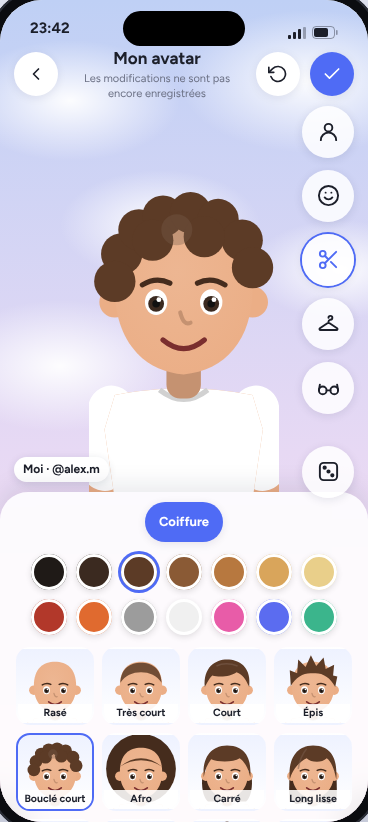 23:42
Mon avatar
Les modifications ne sont pas
encore enregistrées
Moi · @alex.m
Coiffure
Rasé
Très court
Court
Épis
Bouclé court
Afro
Carré
Long lisse